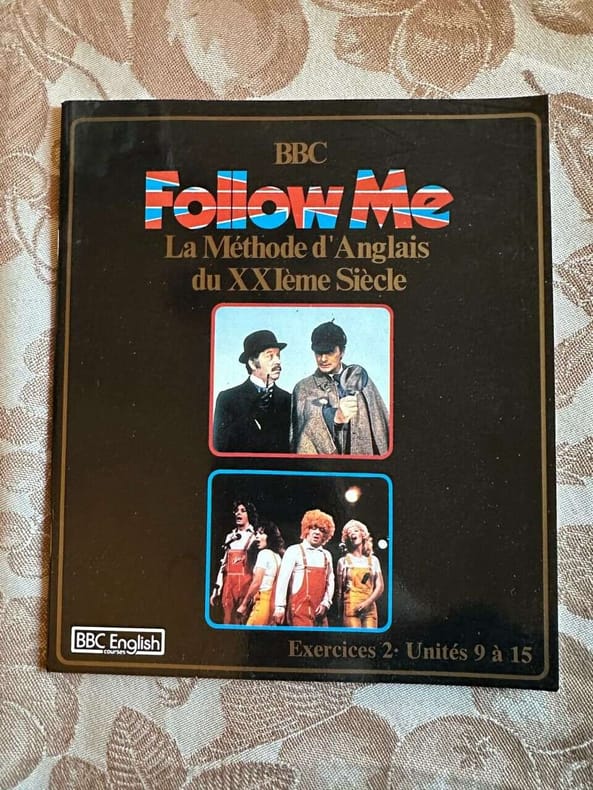 BBC
Follow Me
La Méthode d'Anglais
du XXIème Siècle
BBC English
courses
Exercices 2· Unités 9 à 15